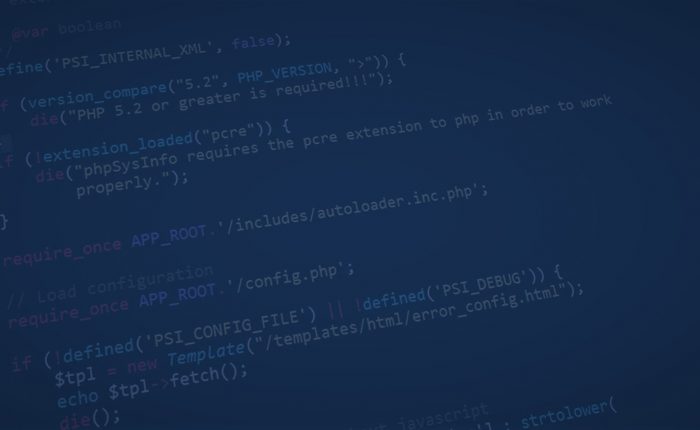 @var boolean
efine('PSI_INTERNAL_XML', false);
f (version_compare("5.2", PHP_VERSION, ">")) {
die("PHP 5.2 or greater is required!!!");
if (!extension_loaded("pcre")) {
die("phpSysInfo requires the pcre extension to php in order to work
properly.");
}
require_once APP_ROOT.'/includes/autoloader.inc.php';
// Load configuration
require_once APP_ROOT.'/config.php';
if (!defined('PSI_CONFIG_FILE') || !defined('PSI_DEBUG')) {
$tpl = new Template("/templates/html/error_config.html");
echo $tpl->fetch();
die();
javascript
: strtolower(